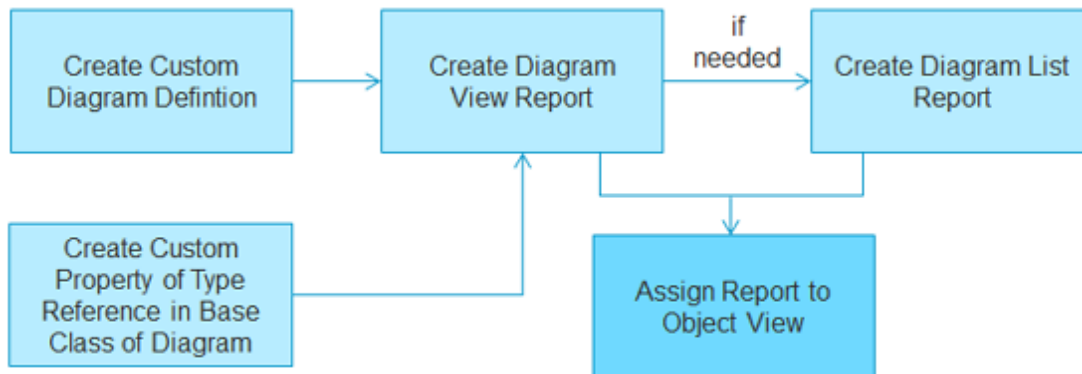 Create Custom
Diagram Defintion
Create Diagram
View Report
if
needed
Create Diagram List
Report
Create Custom
Property of Type
Reference in Base
Class of Diagram
Assign Report to
Object View